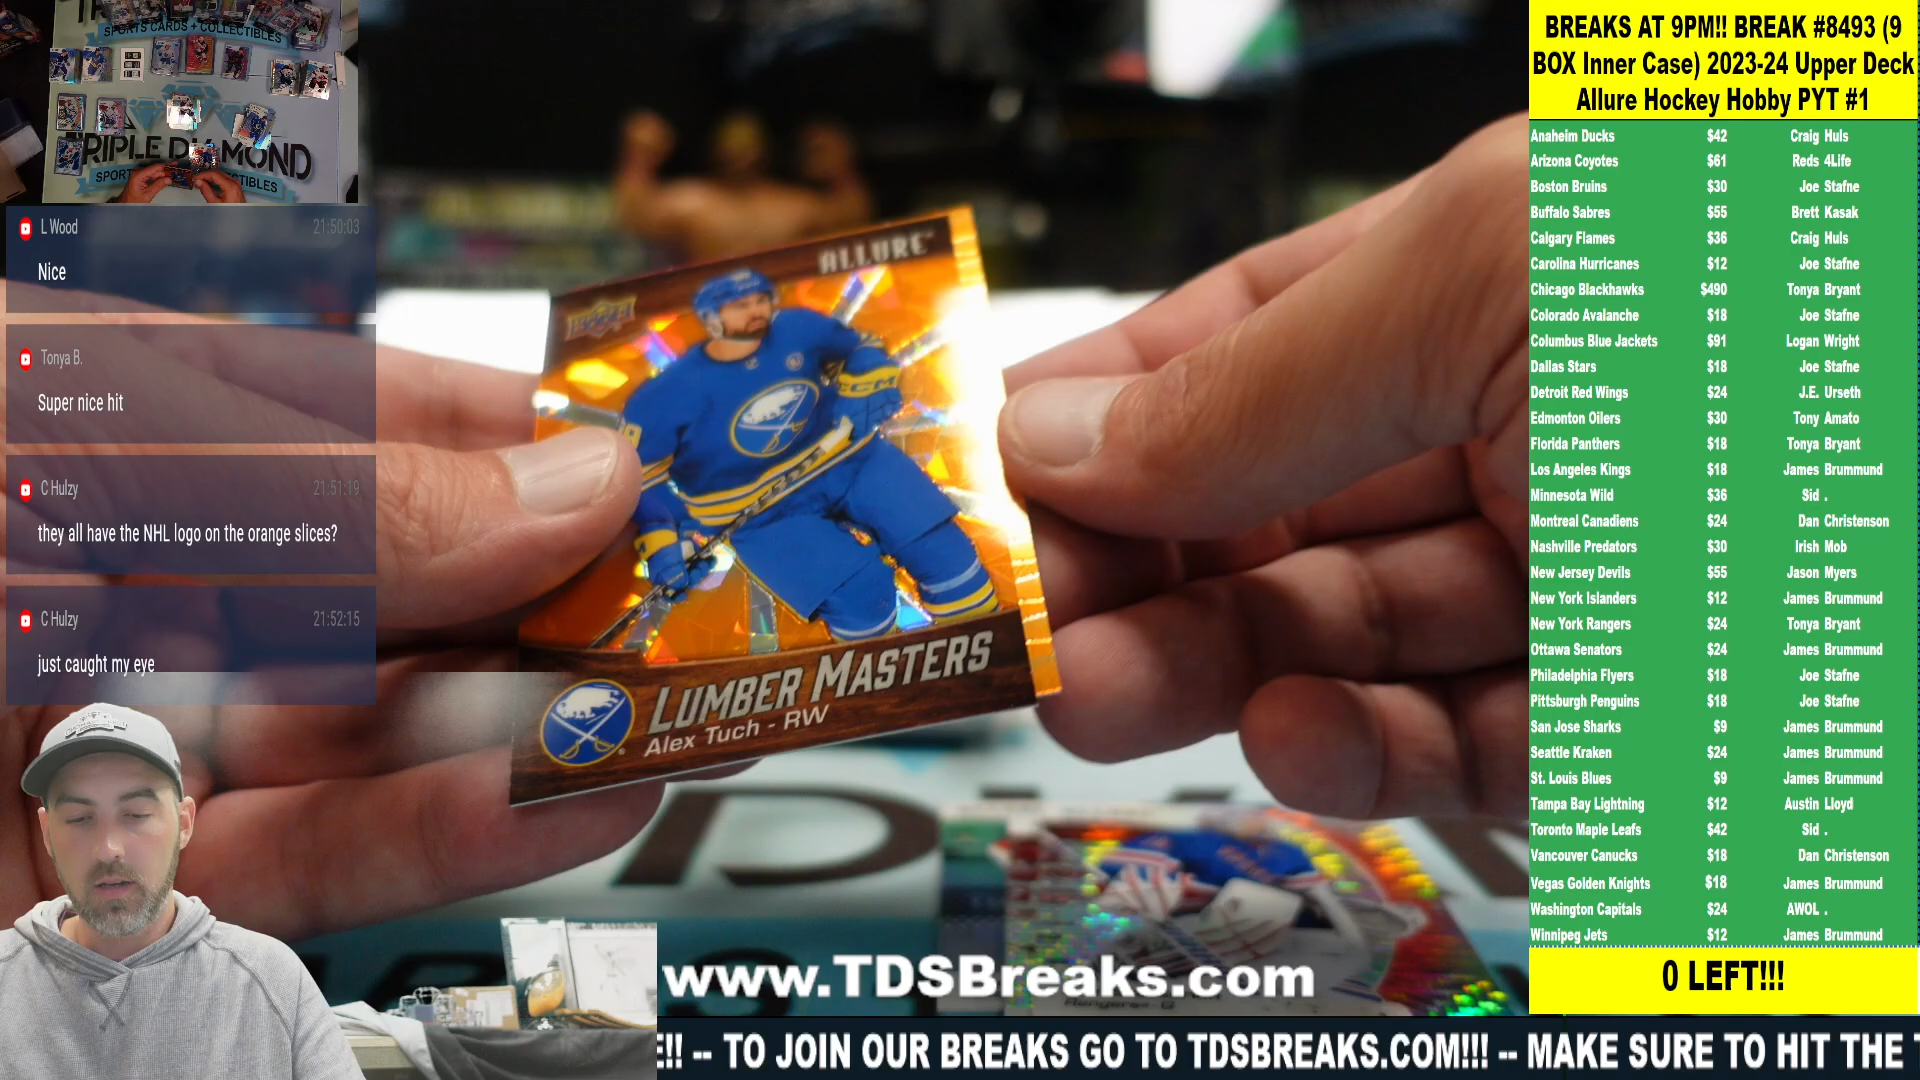 SPORTS CARDS + COLLECTIBLES
TRIPLE DIAMOND
L Wood 21:50:03
Nice
Tonya B.
Super nice hit
C Hulzy 21:51:19
they all have the NHL logo on the orange slices?
C Hulzy 21:52:15
just caught my eye
ALLURE
CCM
LUMBER MASTERS
Alex Tuch - RW
www.TDSBreaks.com
E!! -- TO JOIN OUR BREAKS GO TO TDSBREAKS.COM!!! -- MAKE SURE TO HIT THE T
BREAKS AT 9PM!! BREAK #8493 (9
BOX Inner Case) 2023-24 Upper Deck
Allure Hockey Hobby PYT #1
Anaheim Ducks $42 Craig Huls
Arizona Coyotes $61 Reds 4Life
Boston Bruins $30 Joe Stafne
Buffalo Sabres $55 Brett Kasak
Calgary Flames $36 Craig Huls
Carolina Hurricanes $12 Joe Stafne
Chicago Blackhawks $490 Tonya Bryant
Colorado Avalanche $18 Joe Stafne
Columbus Blue Jackets $91 Logan Wright
Dallas Stars $18 Joe Stafne
Detroit Red Wings $24 J.E. Urseth
Edmonton Oilers $30 Tony Amato
Florida Panthers $18 Tonya Bryant
Los Angeles Kings $18 James Brummund
Minnesota Wild $36 Sid .
Montreal Canadiens $24 Dan Christenson
Nashville Predators $30 Irish Mob
New Jersey Devils $55 Jason Myers
New York Islanders $12 James Brummund
New York Rangers $24 Tonya Bryant
Ottawa Senators $24 James Brummund
Philadelphia Flyers $18 Joe Stafne
Pittsburgh Penguins $18 Joe Stafne
San Jose Sharks $9 James Brummund
Seattle Kraken $24 James Brummund
St. Louis Blues $9 James Brummund
Tampa Bay Lightning $12 Austin Lloyd
Toronto Maple Leafs $42 Sid .
Vancouver Canucks $18 Dan Christenson
Vegas Golden Knights $18 James Brummund
Washington Capitals $24 AWOL .
Winnipeg Jets $12 James Brummund
0 LEFT!!!